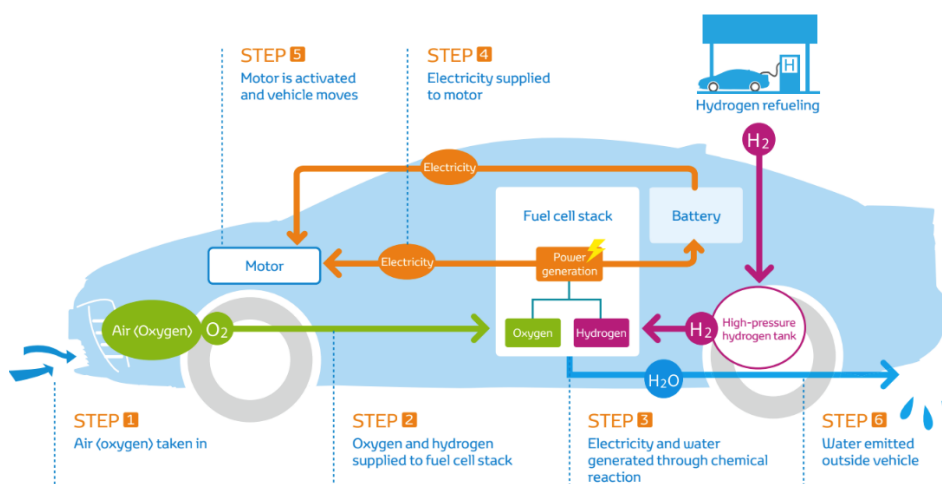 STEP 5
Motor is activated
and vehicle moves
STEP 4
Electricity supplied
to motor
H
Hydrogen refueling
H₂
Electricity
Fuel cell stack
Battery
Motor
Electricity
Power
generation
Air (Oxygen)
O₂
Oxygen
Hydrogen
H₂
High-pressure
hydrogen tank
H₂O
STEP 1
Air (oxygen) taken in
STEP 2
Oxygen and hydrogen
supplied to fuel cell stack
STEP 3
Electricity and water
generated through chemical
reaction
STEP 6
Water emitted
outside vehicle